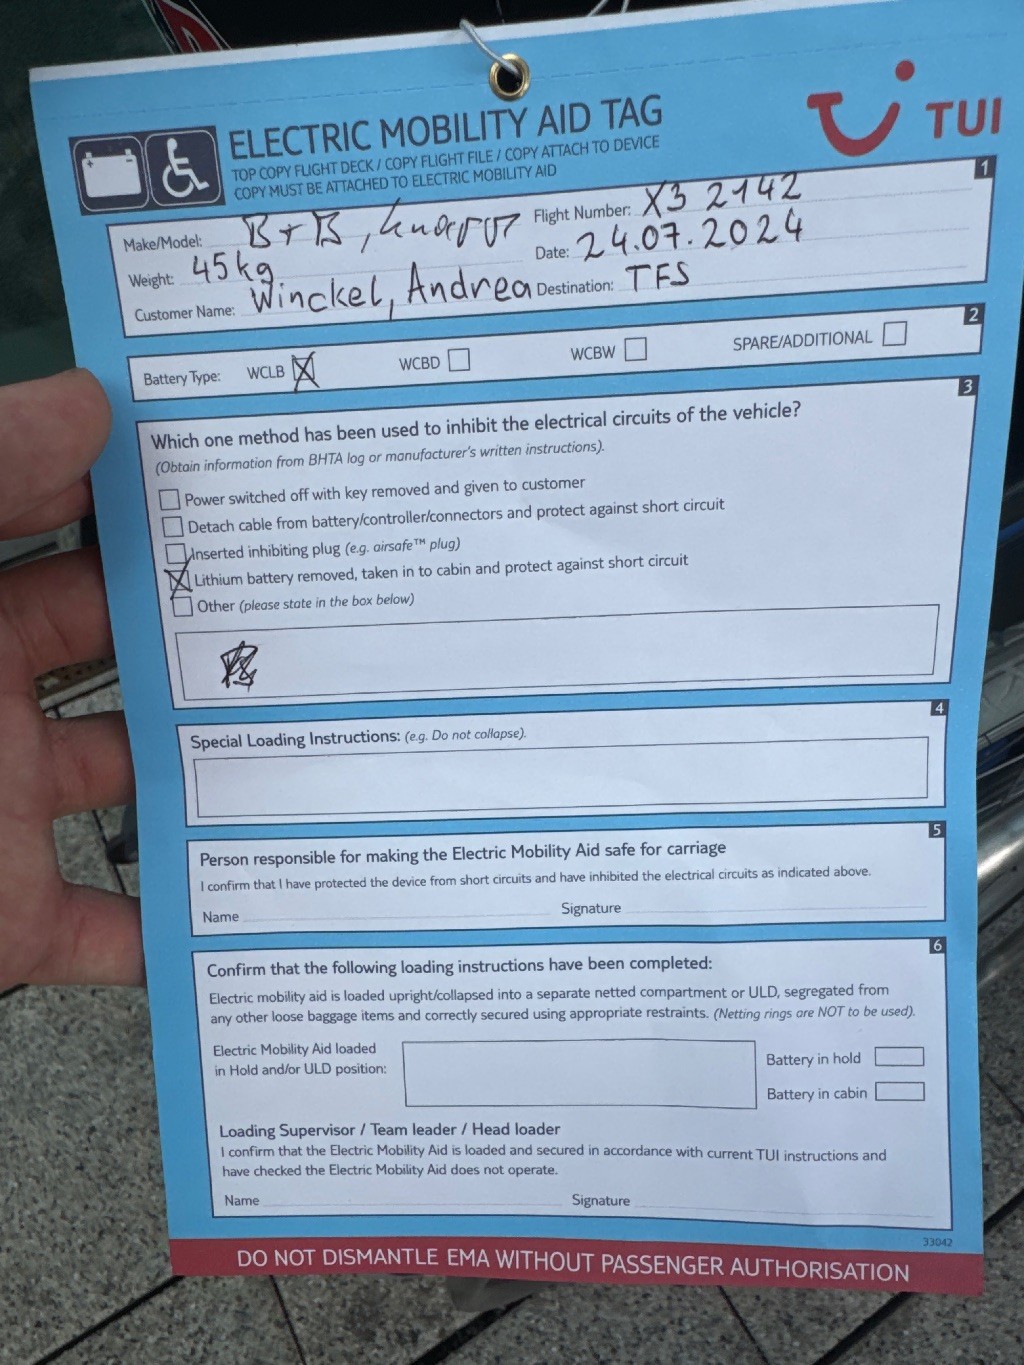 TUI
ELECTRIC MOBILITY AID TAG
TOP COPY FLIGHT DECK / COPY FLIGHT FILE / COPY ATTACH TO DEVICE
COPY MUST BE ATTACHED TO ELECTRIC MOBILITY AID
1
Make/Model: B+B, Flight Number: X3 2142
Weight: 45kg Date: 24.07.2024
Customer Name: Winckel, Andrea Destination: TFS
2
Battery Type: WCLB WCBD WCBW SPARE/ADDITIONAL
3
Which one method has been used to inhibit the electrical circuits of the vehicle?
(Obtain information from BHTA log or manufacturer's written instructions).
Power switched off with key removed and given to customer
Detach cable from battery/controller/connectors and protect against short circuit
Inserted inhibiting plug (e.g. airsafe™ plug)
Lithium battery removed, taken in to cabin and protect against short circuit
Other (please state in the box below)
4
Special Loading Instructions: (e.g. Do not collapse).
5
Person responsible for making the Electric Mobility Aid safe for carriage
I confirm that I have protected the device from short circuits and have inhibited the electrical circuits as indicated above.
Name Signature
6
Confirm that the following loading instructions have been completed:
Electric mobility aid is loaded upright/collapsed into a separate netted compartment or ULD, segregated from
any other loose baggage items and correctly secured using appropriate restraints. (Netting rings are NOT to be used).
Electric Mobility Aid loaded
in Hold and/or ULD position:
Battery in hold
Battery in cabin
Loading Supervisor / Team leader / Head loader
I confirm that the Electric Mobility Aid is loaded and secured in accordance with current TUI instructions and
have checked the Electric Mobility Aid does not operate.
Name Signature
33042
DO NOT DISMANTLE EMA WITHOUT PASSENGER AUTHORISATION